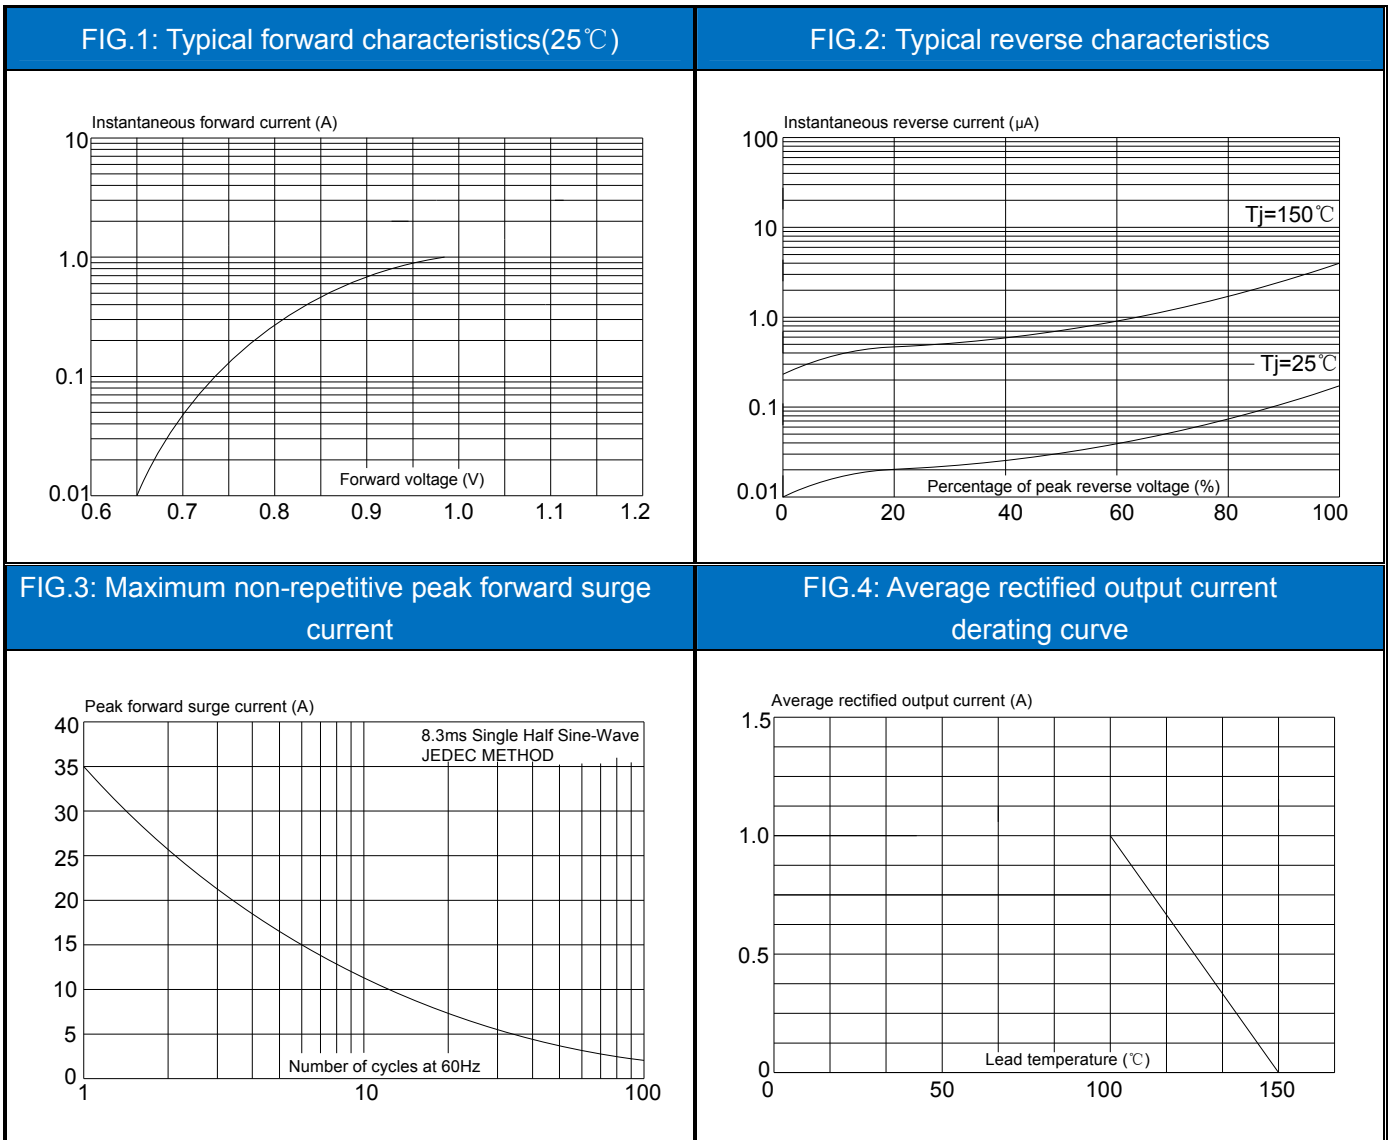 FIG.1: Typical forward characteristics(25℃)
Instantaneous forward current (A)
10
1.0
0.1
0.01
Forward voltage (V)
0.6 0.7 0.8 0.9 1.0 1.1 1.2
FIG.2: Typical reverse characteristics
Instantaneous reverse current (µA)
100
Tj=150℃
10
1.0
Tj=25℃
0.1
0.01
Percentage of peak reverse voltage (%)
0 20 40 60 80 100
FIG.3: Maximum non-repetitive peak forward surge
current
Peak forward surge current (A)
40
8.3ms Single Half Sine-Wave
JEDEC METHOD
35
30
25
20
15
10
5
0
Number of cycles at 60Hz
1 10 100
FIG.4: Average rectified output current
derating curve
Average rectified output current (A)
1.5
1.0
0.5
0
Lead temperature (℃)
0 50 100 150